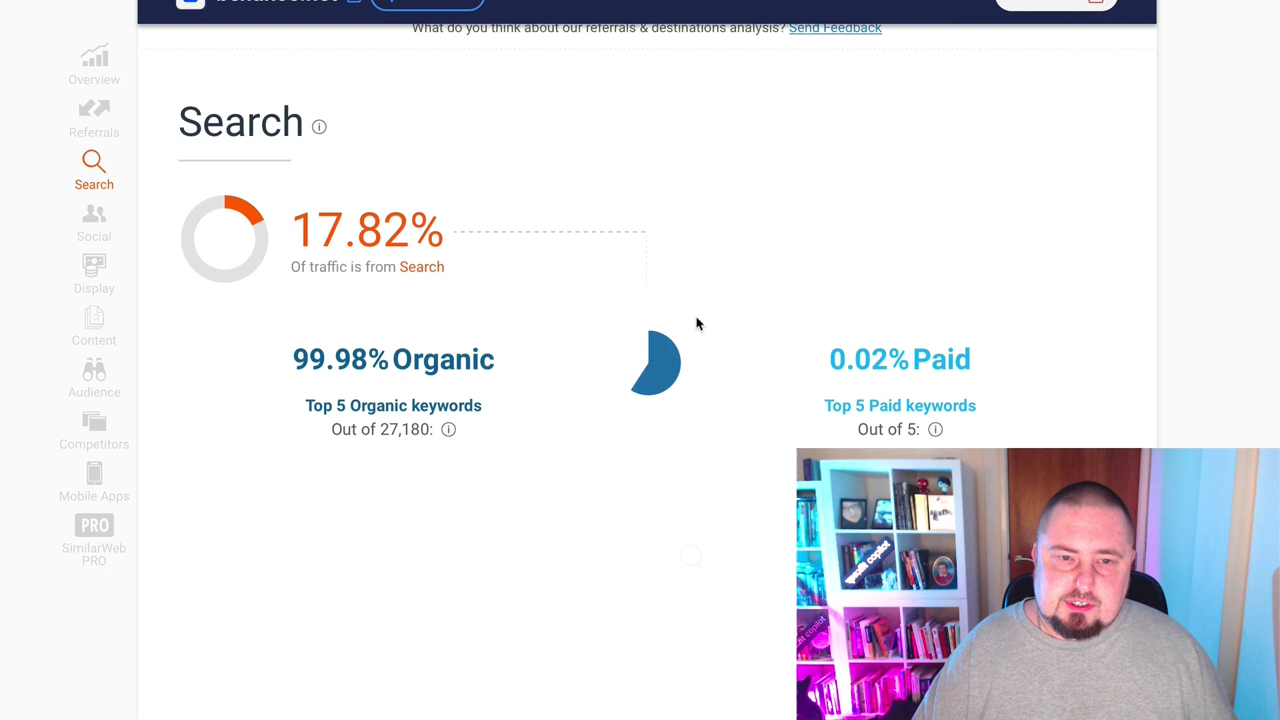 What do you think about our referrals & destinations analysis? Send Feedback
Overview
Referrals
Search
Social
Display
Content
Audience
Competitors
Mobile Apps
PRO
SimilarWeb
PRO
Search
17.82%
Of traffic is from Search
99.98% Organic
Top 5 Organic keywords
Out of 27,180:
0.02% Paid
Top 5 Paid keywords
Out of 5:
copilot
copilot